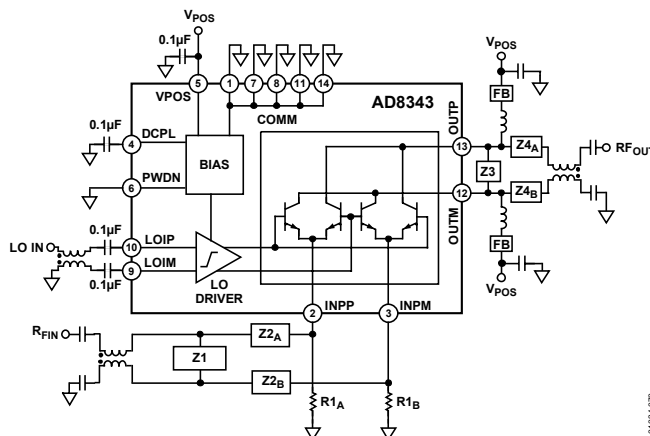 VPOS
0.1µF
5 1 7 8 11 14
VPOS
COMM
AD8343
OUTP
VPOS
FB
0.1µF
4 DCPL
BIAS
13
Z4A
RFOUT
Z3
6 PWDN
12
Z4B
OUTM
LO IN
0.1µF
10 LOIP
9 LOIM
0.1µF
LO
DRIVER
FB
VPOS
INPP
INPM
2
3
RFIN
Z2A
Z1
Z2B
R1A
R1B